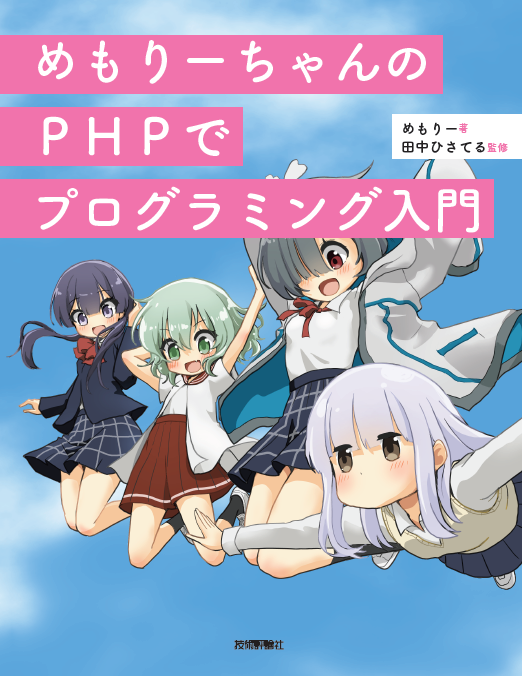 めもりーちゃんの
PHPで
プログラミング入門
めもりー著
田中ひさてる監修
技術評論社